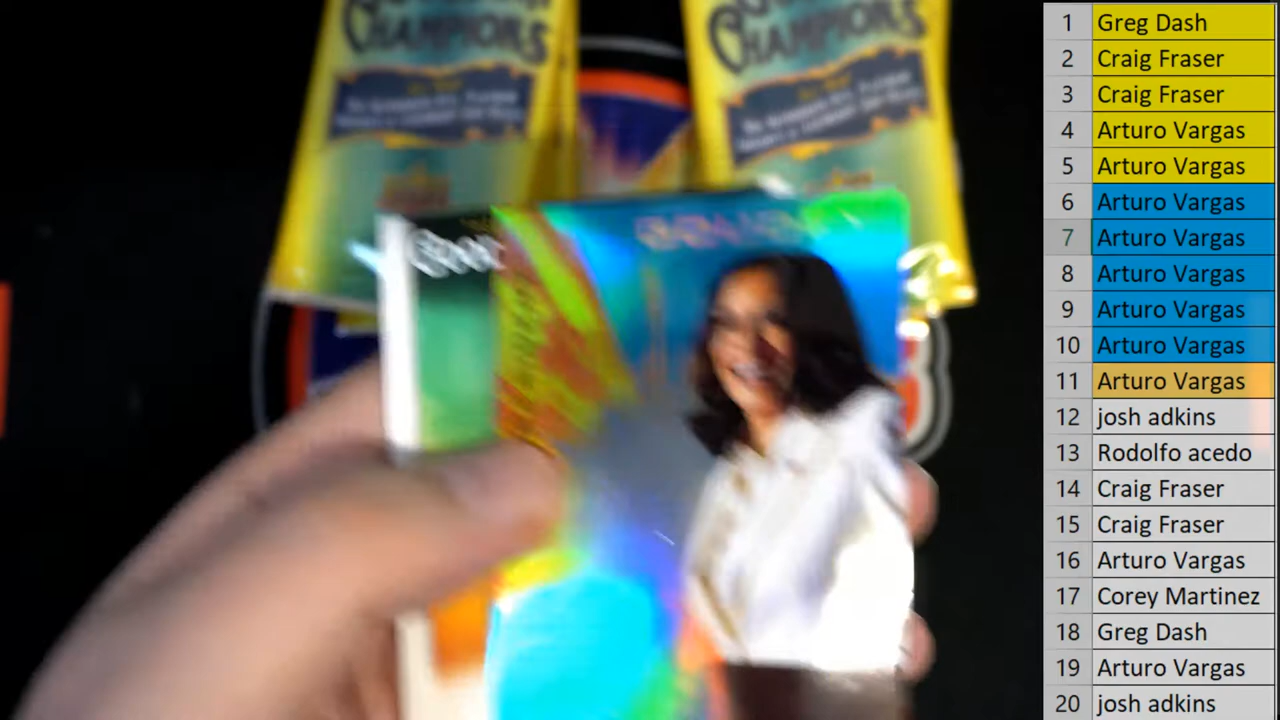 CHAMPIONS
CHAMPIONS
1 Greg Dash
2 Craig Fraser
3 Craig Fraser
4 Arturo Vargas
5 Arturo Vargas
6 Arturo Vargas
7 Arturo Vargas
8 Arturo Vargas
9 Arturo Vargas
10 Arturo Vargas
11 Arturo Vargas
12 josh adkins
13 Rodolfo acedo
14 Craig Fraser
15 Craig Fraser
16 Arturo Vargas
17 Corey Martinez
18 Greg Dash
19 Arturo Vargas
20 josh adkins